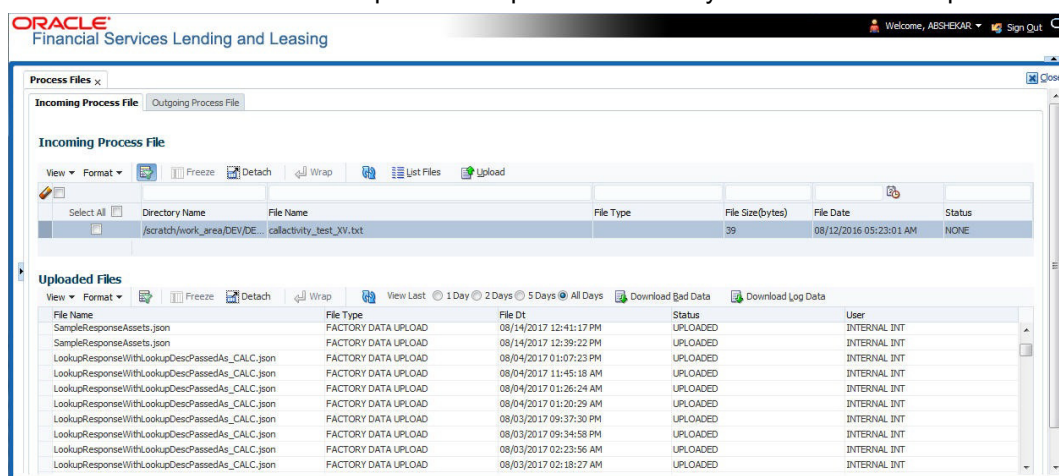 ORACLE
Financial Services Lending and Leasing
Welcome, ABSHEKAR
Sign Out
Process Files
Close
Incoming Process File
Outgoing Process File
Incoming Process File
View Format Freeze Detach Wrap List Files Upload
Select All Directory Name File Name File Type File Size(bytes) File Date Status
/scratch/work_area/DEV/DE... callactivity_test_XV.txt 39 08/12/2016 05:23:01 AM NONE
Uploaded Files
View Format Freeze Detach Wrap View Last 1 Day 2 Days 5 Days All Days Download Bad Data Download Log Data
File Name File Type File Dt Status User
SampleResponseAssets.json FACTORY DATA UPLOAD 08/14/2017 12:41:17 PM UPLOADED INTERNAL INT
SampleResponseAssets.json FACTORY DATA UPLOAD 08/14/2017 12:39:22 PM UPLOADED INTERNAL INT
LookupResponseWithLookupDescPassedAs_CALC.json FACTORY DATA UPLOAD 08/04/2017 01:07:23 PM UPLOADED INTERNAL INT
LookupResponseWithLookupDescPassedAs_CALC.json FACTORY DATA UPLOAD 08/04/2017 11:45:18 AM UPLOADED INTERNAL INT
LookupResponseWithLookupDescPassedAs_CALC.json FACTORY DATA UPLOAD 08/04/2017 01:26:24 AM UPLOADED INTERNAL INT
LookupResponseWithLookupDescPassedAs_CALC.json FACTORY DATA UPLOAD 08/04/2017 01:20:29 AM UPLOADED INTERNAL INT
LookupResponseWithLookupDescPassedAs_CALC.json FACTORY DATA UPLOAD 08/03/2017 09:37:30 PM UPLOADED INTERNAL INT
LookupResponseWithLookupDescPassedAs_CALC.json FACTORY DATA UPLOAD 08/03/2017 09:34:58 PM UPLOADED INTERNAL INT
LookupResponseWithLookupDescPassedAs_CALC.json FACTORY DATA UPLOAD 08/03/2017 02:23:56 AM UPLOADED INTERNAL INT
LookupResponseWithLookupDescPassedAs_CALC.json FACTORY DATA UPLOAD 08/03/2017 02:18:27 AM UPLOADED INTERNAL INT